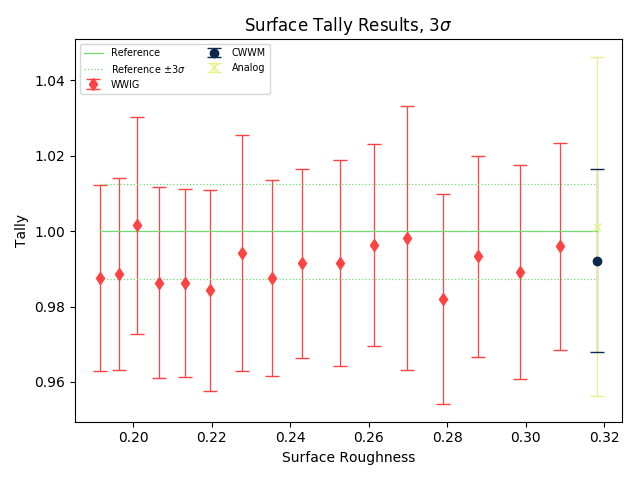 Surface Tally Results, 3σ
Reference
Reference ±3σ
WWIG
CWWM
Analog
Tally
1.04
1.02
1.00
0.98
0.96
0.20
0.22
0.24
0.26
0.28
0.30
0.32
Surface Roughness